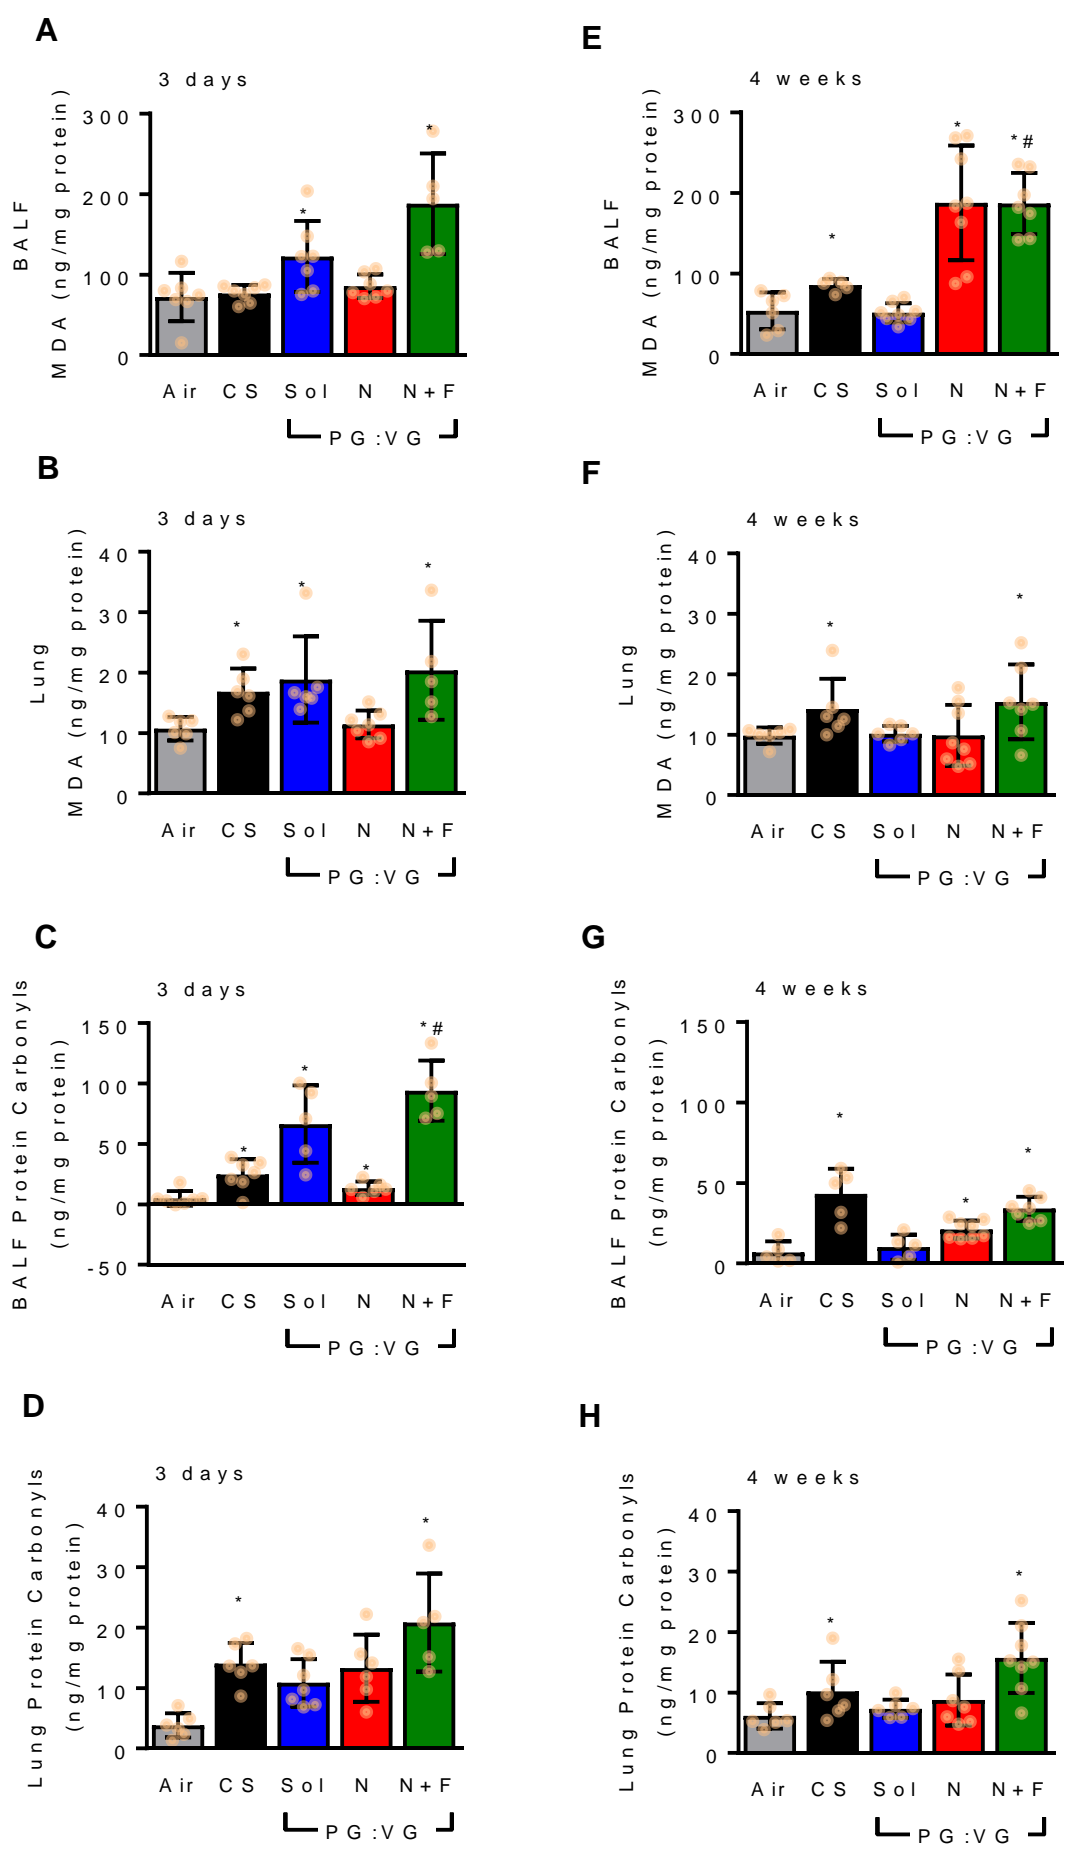 A
3 days
BALF
MDA (ng/mg protein)
300
200
100
0
*
*
Air CS Sol N N+F
PG:VG
E
4 weeks
BALF
MDA (ng/mg protein)
300
200
100
0
*
*
*#
Air CS Sol N N+F
PG:VG
B
3 days
Lung
MDA (ng/mg protein)
40
30
20
10
0
*
*
*
Air CS Sol N N+F
PG:VG
F
4 weeks
Lung
MDA (ng/mg protein)
40
30
20
10
0
*
*
Air CS Sol N N+F
PG:VG
C
3 days
BALF Protein Carbonyls
(ng/mg protein)
150
100
50
0
-50
*
*
*
*#
Air CS Sol N N+F
PG:VG
G
4 weeks
BALF Protein Carbonyls
(ng/mg protein)
150
100
50
0
*
*
*
Air CS Sol N N+F
PG:VG
D
3 days
Lung Protein Carbonyls
(ng/mg protein)
40
30
20
10
0
*
*
Air CS Sol N N+F
PG:VG
H
4 weeks
Lung Protein Carbonyls
(ng/mg protein)
40
30
20
10
0
*
*
Air CS Sol N N+F
PG:VG